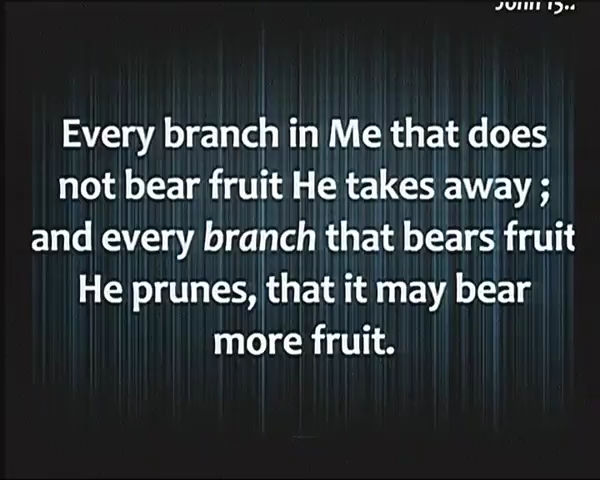 John 15:2
Every branch in Me that does
not bear fruit He takes away ;
and every branch that bears fruit
He prunes, that it may bear
more fruit.